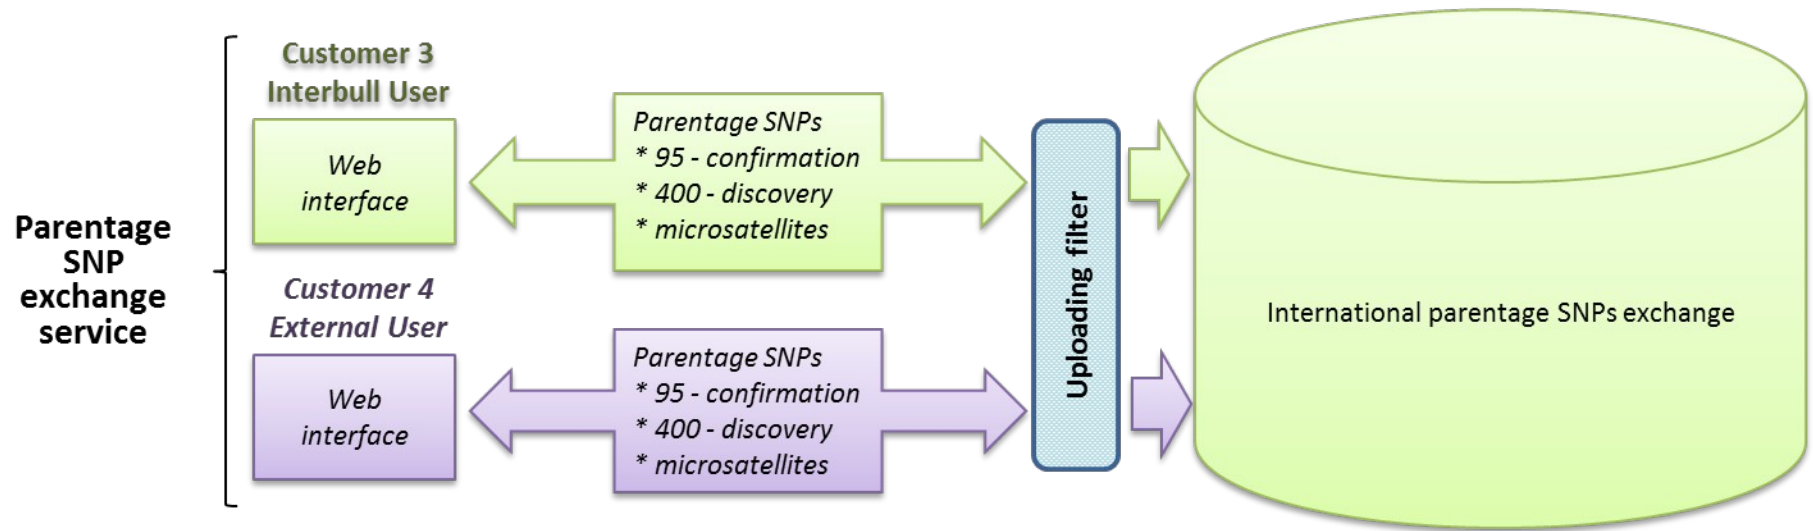 Parentage
SNP
exchange
service
Customer 3
Interbull User
Web
interface
Parentage SNPs
* 95 - confirmation
* 400 - discovery
* microsatellites
Customer 4
External User
Web
interface
Parentage SNPs
* 95 - confirmation
* 400 - discovery
* microsatellites
Uploading filter
International parentage SNPs exchange